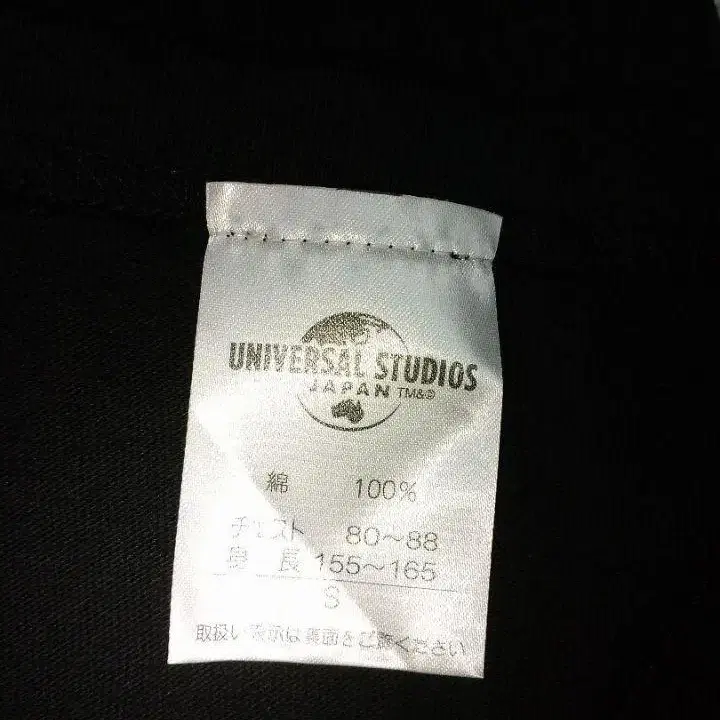 UNIVERSAL STUDIOS
JAPAN TM&©
綿 100%
チェスト 80～88
身長 155～165
S
取扱い表示は裏面をご覧ください